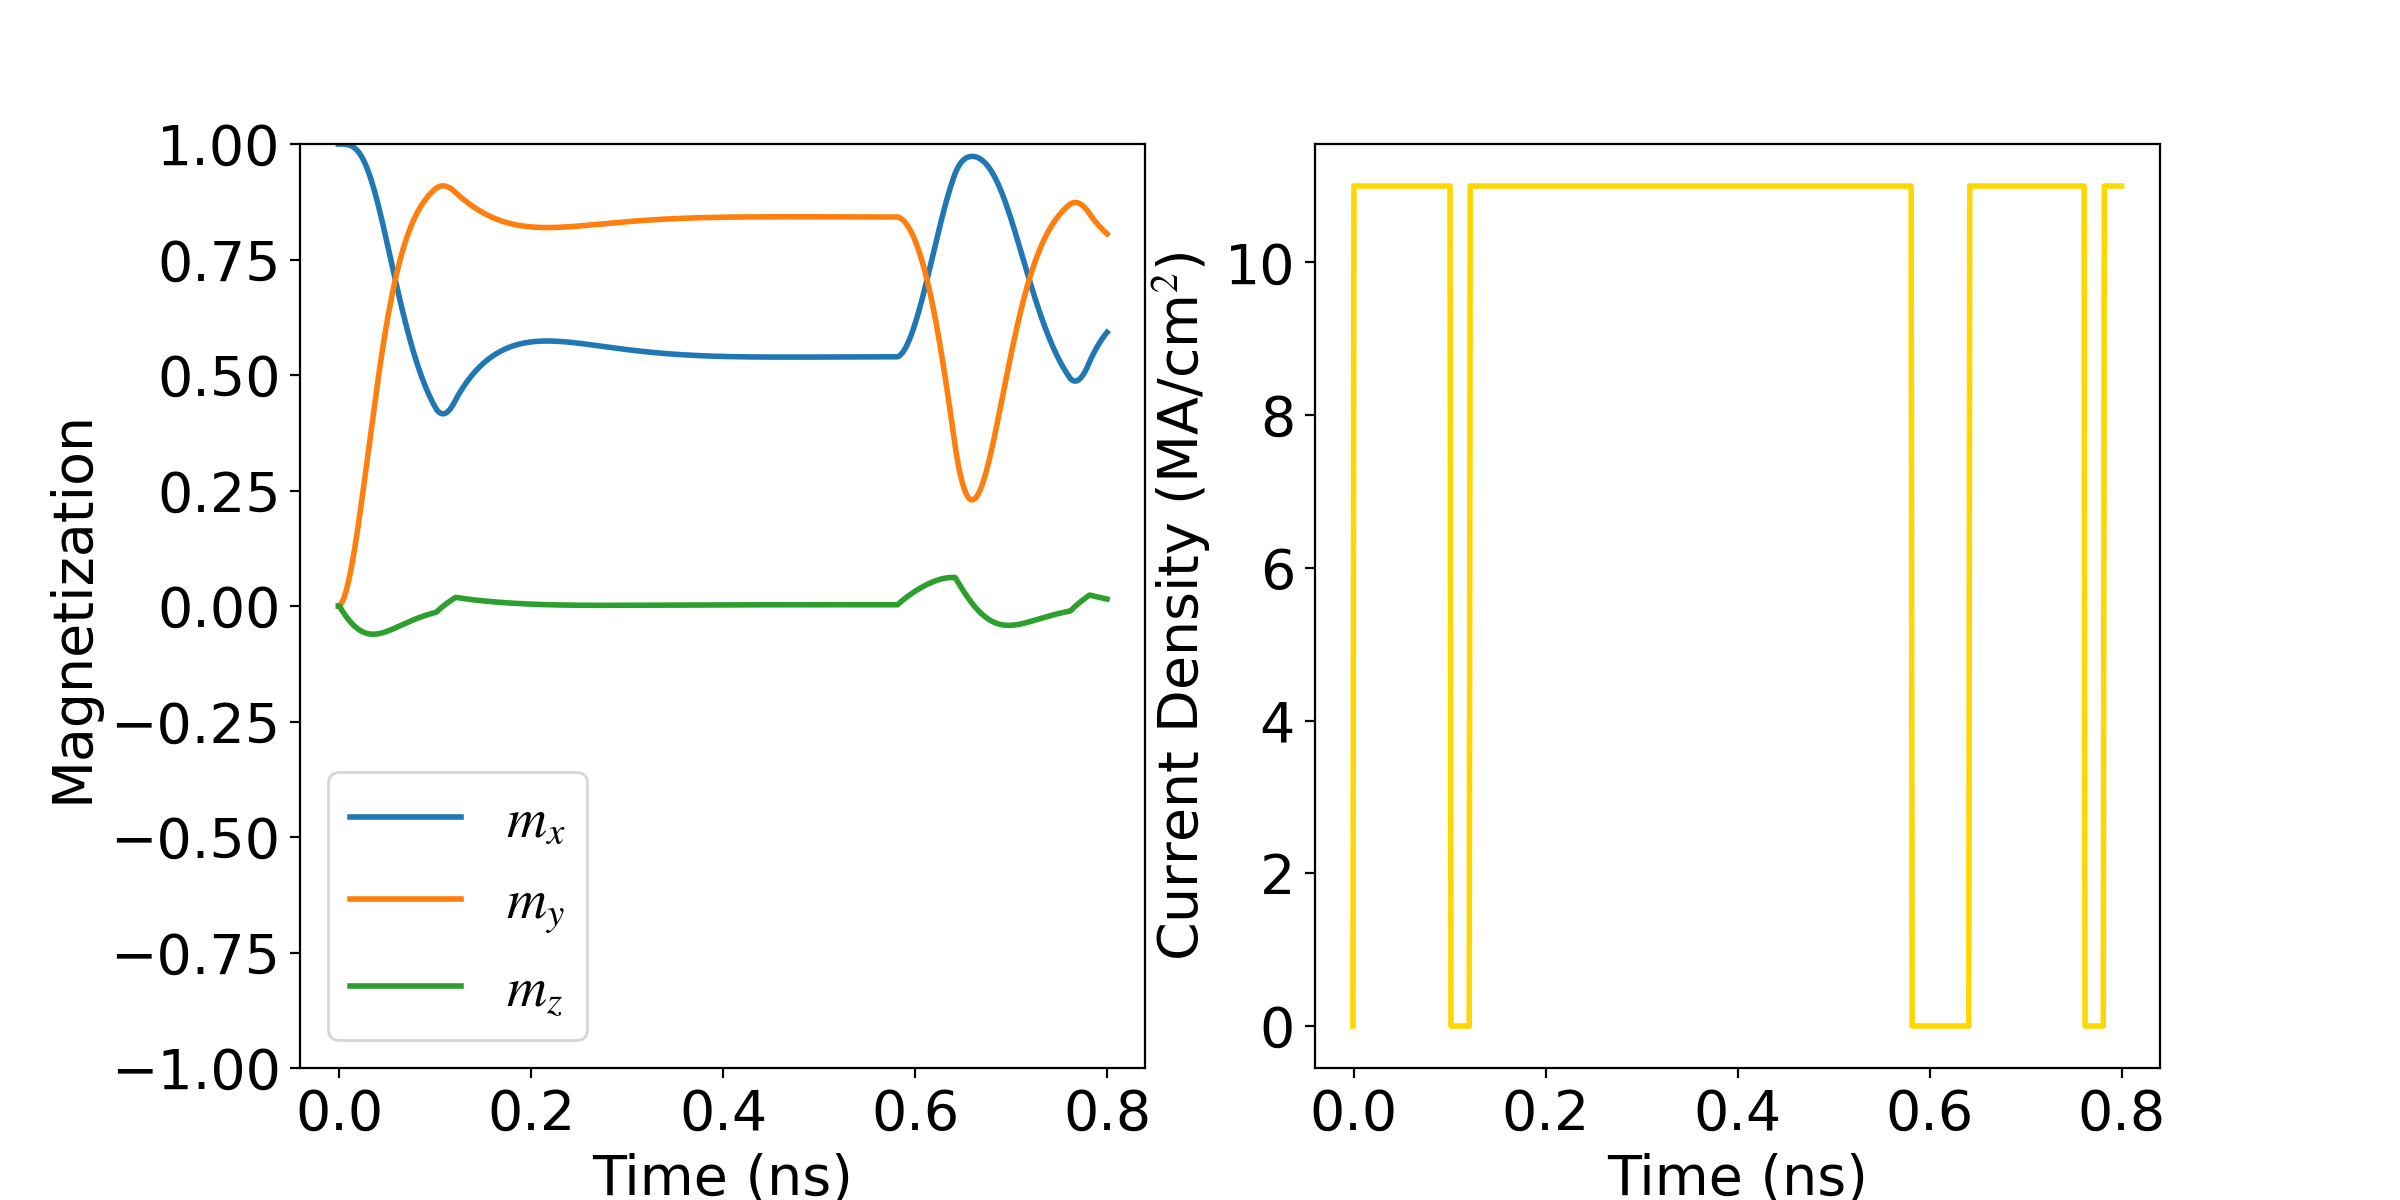 1.00
0.75
0.50
0.25
0.00
−0.25
−0.50
−0.75
−1.00
Magnetization
m_x
m_y
m_z
0.0 0.2 0.4 0.6 0.8
Time (ns)
Current Density (MA/cm²)
10
8
6
4
2
0
0.0 0.2 0.4 0.6 0.8
Time (ns)